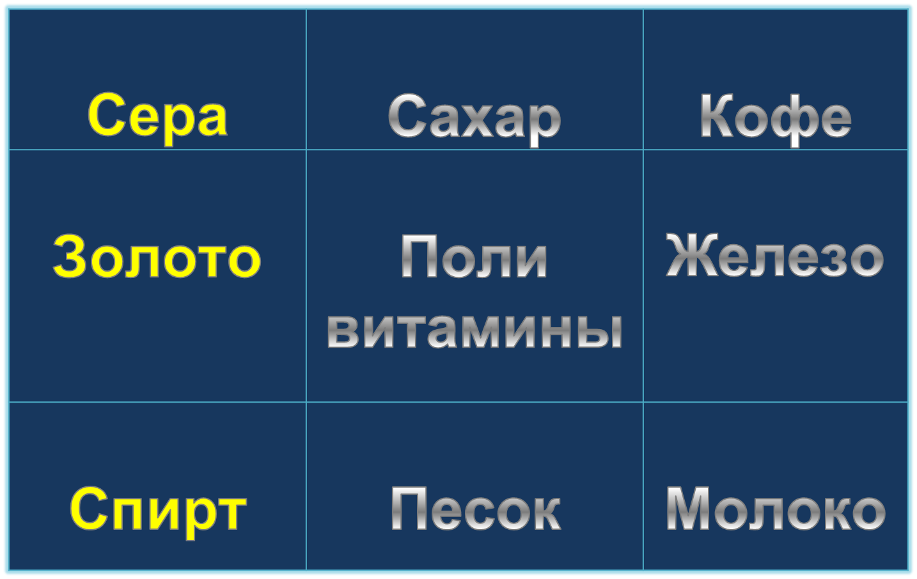 Сера Сахар Кофе
Золото Поли Железо
витамины
Спирт Песок Молоко